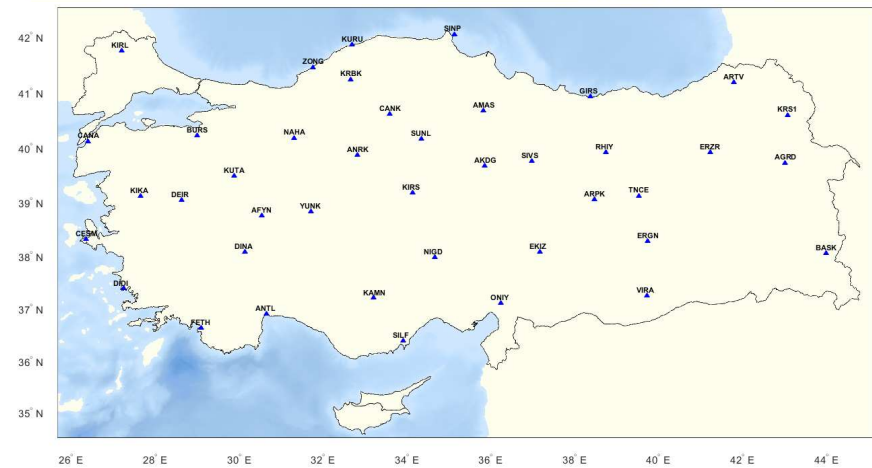 42° N
SINP
KURU
KIRL
ZONG
KRBK
ARTV
41° N
GIRS
CANK
AMAS
KRS1
BURS
CANA
NAHA
SUNL
40° N
ANRK
AKDG
SIVS
RHIY
ERZR
AGRD
KUTA
KIKA
DEIR
KIRS
ARPK
TNCE
39° N
AFYN
YUNK
CESM
DINA
NIGD
EKIZ
ERGN
BASK
38° N
DIDI
KAMN
ONIY
VIRA
37° N
ANTL
FETH
SILF
36° N
35° N
26° E 28° E 30° E 32° E 34° E 36° E 38° E 40° E 42° E 44° E